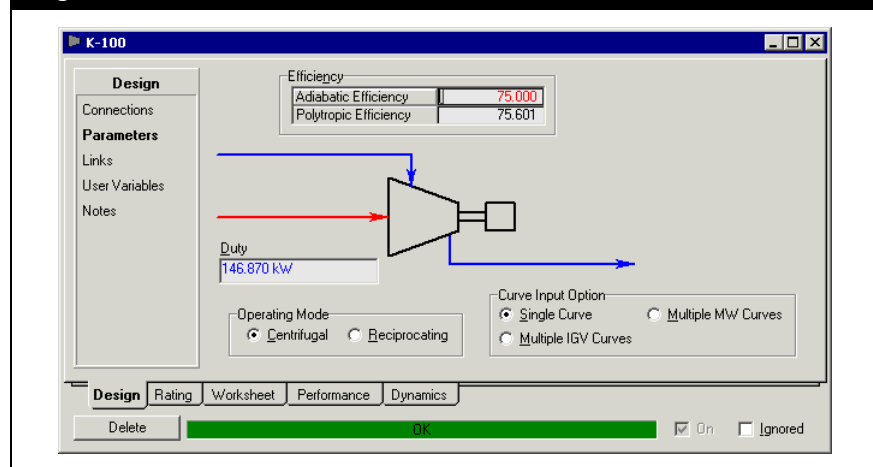 K-100
Design
Connections
Parameters
Links
User Variables
Notes
Efficiency
Adiabatic Efficiency 75.000
Polytropic Efficiency 75.601
Duty
146.870 kW
Operating Mode
Centrifugal Reciprocating
Curve Input Option
Single Curve Multiple MW Curves
Multiple IGV Curves
Design Rating Worksheet Performance Dynamics
Delete OK On Ignored